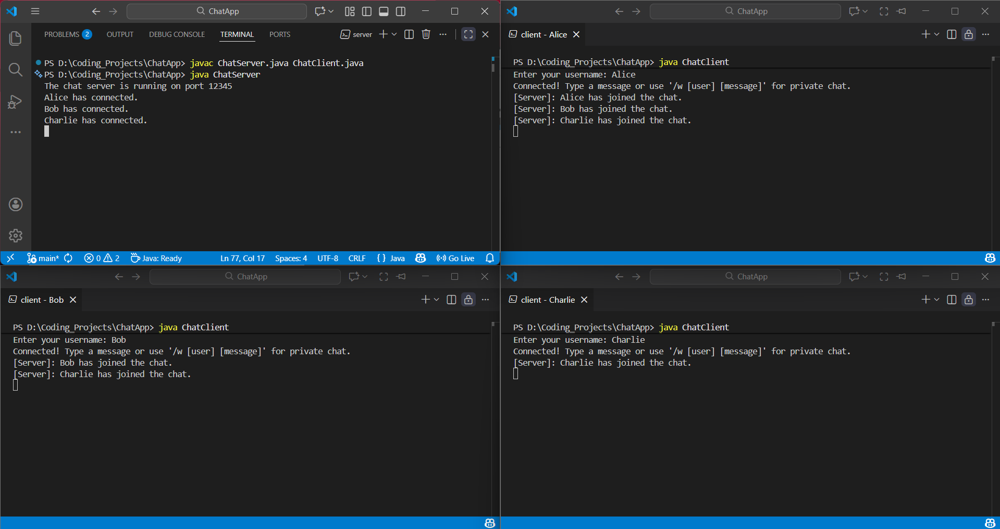 ChatApp
PROBLEMS 2 OUTPUT DEBUG CONSOLE TERMINAL PORTS server
PS D:\Coding_Projects\ChatApp> javac ChatServer.java ChatClient.java
PS D:\Coding_Projects\ChatApp> java ChatServer
The chat server is running on port 12345
Alice has connected.
Bob has connected.
Charlie has connected.
main* 0 2 Java: Ready Ln 77, Col 17 Spaces: 4 UTF-8 CRLF {} Java Go Live
ChatApp
client - Alice
PS D:\Coding_Projects\ChatApp> java ChatClient
Enter your username: Alice
Connected! Type a message or use '/w [user] [message]' for private chat.
[Server]: Alice has joined the chat.
[Server]: Bob has joined the chat.
[Server]: Charlie has joined the chat.
ChatApp
client - Bob
PS D:\Coding_Projects\ChatApp> java ChatClient
Enter your username: Bob
Connected! Type a message or use '/w [user] [message]' for private chat.
[Server]: Bob has joined the chat.
[Server]: Charlie has joined the chat.
ChatApp
client - Charlie
PS D:\Coding_Projects\ChatApp> java ChatClient
Enter your username: Charlie
Connected! Type a message or use '/w [user] [message]' for private chat.
[Server]: Charlie has joined the chat.